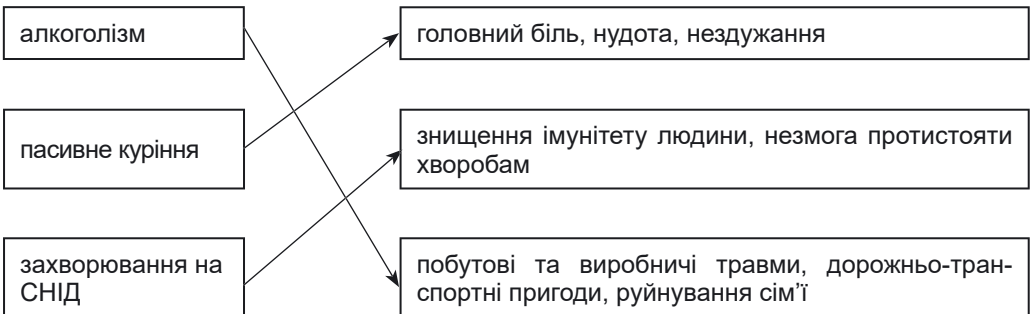 алкоголізм
головний біль, нудота, нездужання
пасивне куріння
знищення імунітету людини, незмога протистояти
хворобам
захворювання на
СНІД
побутові та виробничі травми, дорожньо-тран-
спортні пригоди, руйнування сім’ї